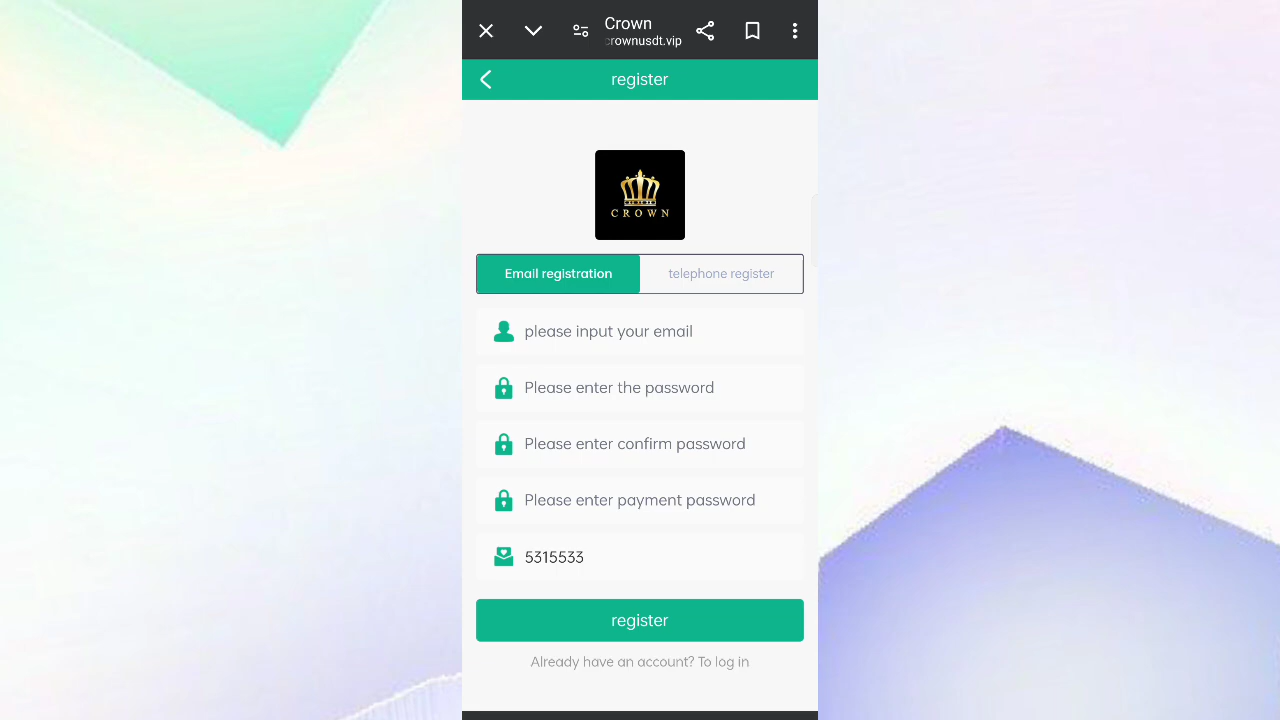 Crown
crownusdt.vip
register
CROWN
Email registration
telephone register
please input your email
Please enter the password
Please enter confirm password
Please enter payment password
5315533
register
Already have an account? To log in